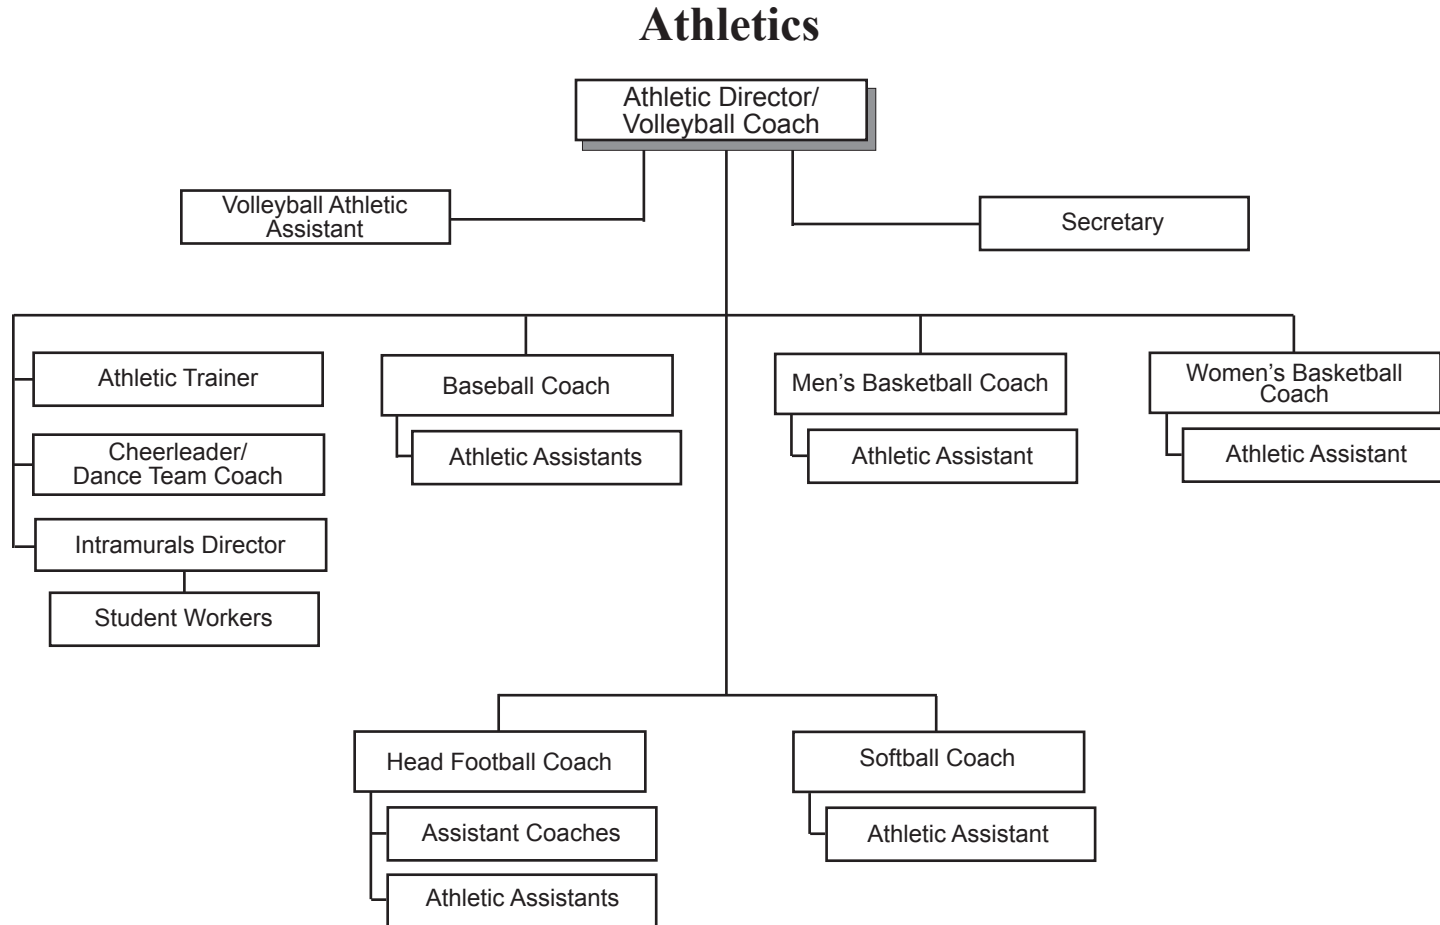 Athletics
Athletic Director/
Volleyball Coach
Volleyball Athletic
Assistant
Secretary
Athletic Trainer
Cheerleader/
Dance Team Coach
Intramurals Director
Student Workers
Baseball Coach
Athletic Assistants
Men's Basketball Coach
Athletic Assistant
Women's Basketball
Coach
Athletic Assistant
Head Football Coach
Assistant Coaches
Athletic Assistants
Softball Coach
Athletic Assistant